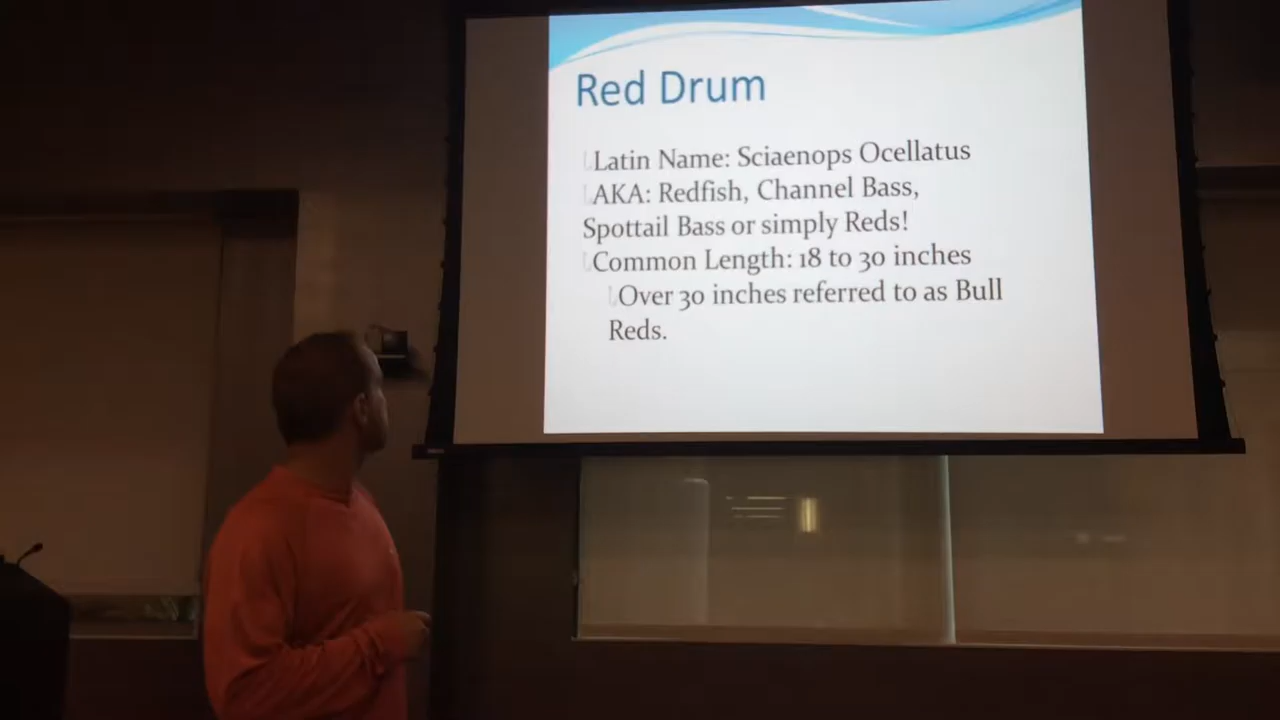 Red Drum
Latin Name: Sciaenops Ocellatus
AKA: Redfish, Channel Bass,
Spottail Bass or simply Reds!
Common Length: 18 to 30 inches
Over 30 inches referred to as Bull
Reds.